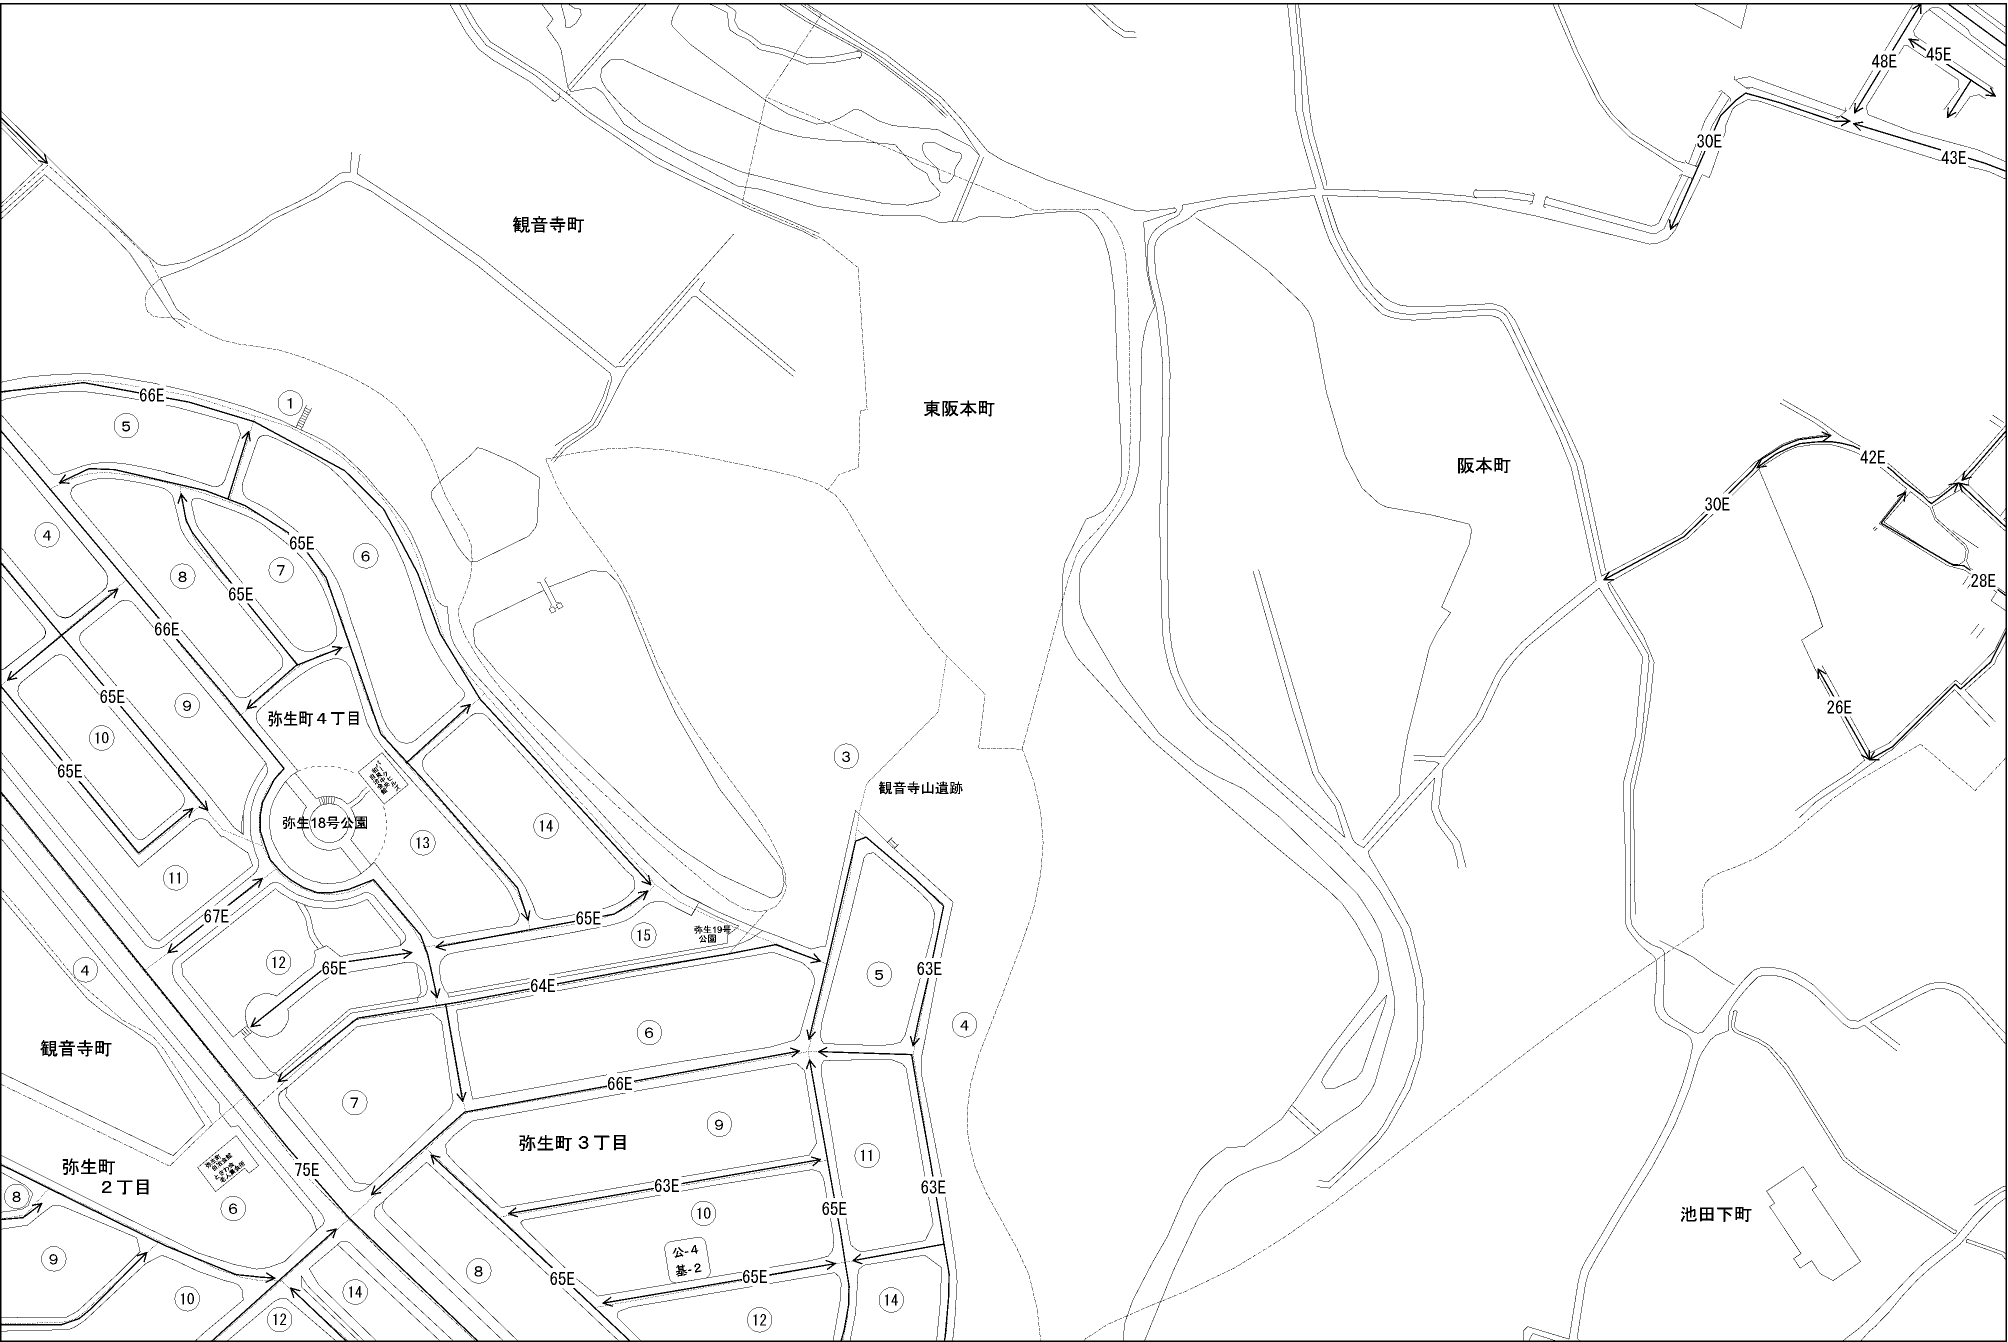 48E
45E
30E
43E
観音寺町
66E
①
⑤
東阪本町
阪本町
42E
30E
④
65E
⑥
⑦
⑧
65E
28E
66E
65E
⑨
弥生町4丁目
26E
⑩
65E
③
観音寺山遺跡
弥生18号公園
⑭
⑬
⑪
67E
65E
⑮
弥生19号
公園
⑫
65E
④
63E
⑤
64E
⑥
④
観音寺町
66E
⑦
⑨
弥生町3丁目
⑪
弥生町
2丁目
75E
63E
63E
⑧
⑥
⑩
65E
池田下町
公-4
基-2
⑨
⑧
65E
65E
⑩
⑭
⑫
⑫
⑭